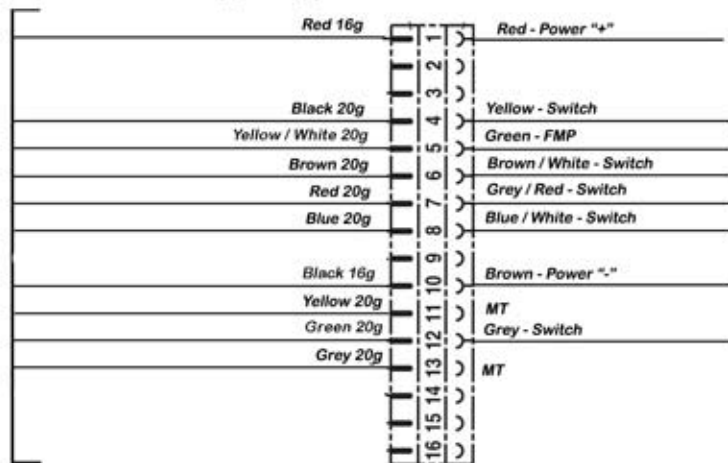 Red 16g 1 Red - Power "+"
2
3
Black 20g 4 Yellow - Switch
Yellow / White 20g 5 Green - FMP
Brown 20g 6 Brown / White - Switch
Red 20g 7 Grey / Red - Switch
Blue 20g 8 Blue / White - Switch
9
Black 16g 10 Brown - Power "-"
Yellow 20g 11 MT
Green 20g 12 Grey - Switch
Grey 20g 13 MT
14
15
16